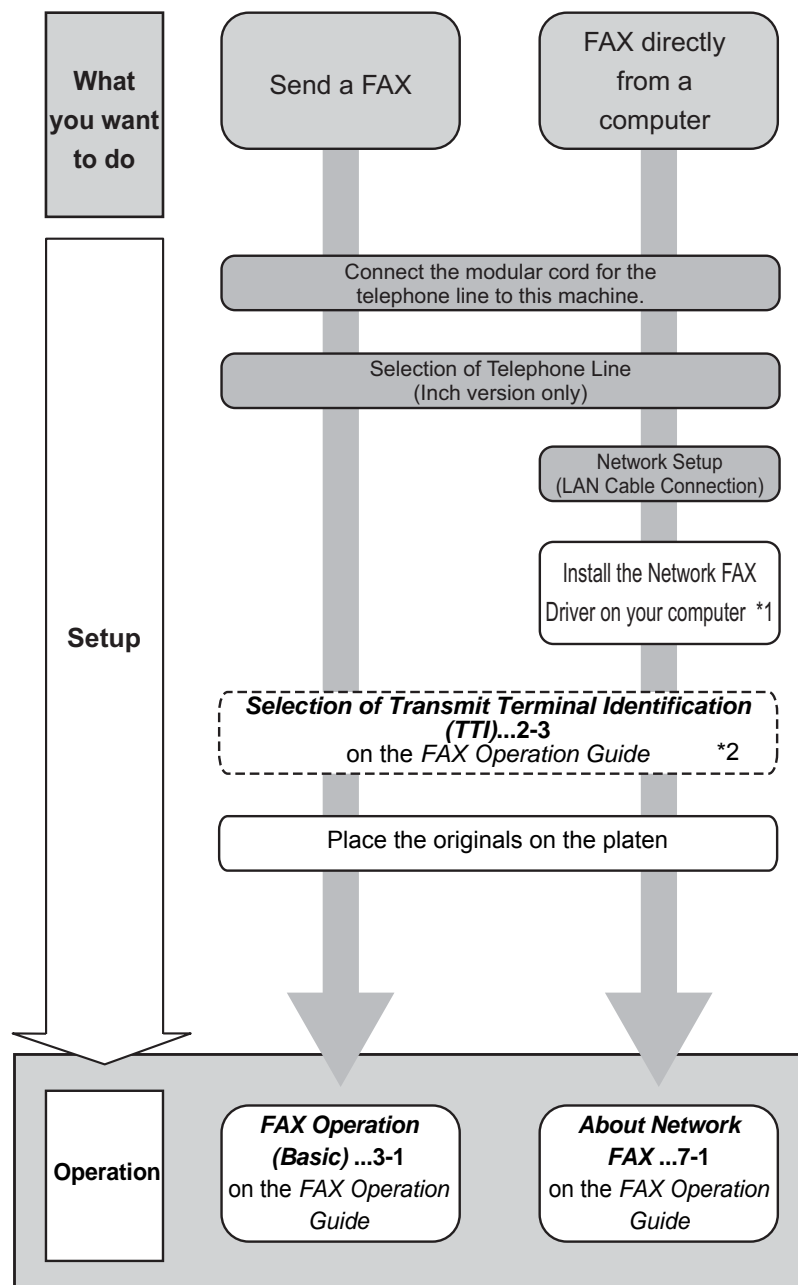 What
you want
to do
Send a FAX
FAX directly
from a
computer
Setup
Connect the modular cord for the
telephone line to this machine.
Selection of Telephone Line
(Inch version only)
Network Setup
(LAN Cable Connection)
Install the Network FAX
Driver on your computer *1
Selection of Transmit Terminal Identification
(TTI)...2-3
on the FAX Operation Guide *2
Place the originals on the platen
Operation
FAX Operation
(Basic) ...3-1
on the FAX Operation
Guide
About Network
FAX ...7-1
on the FAX Operation
Guide